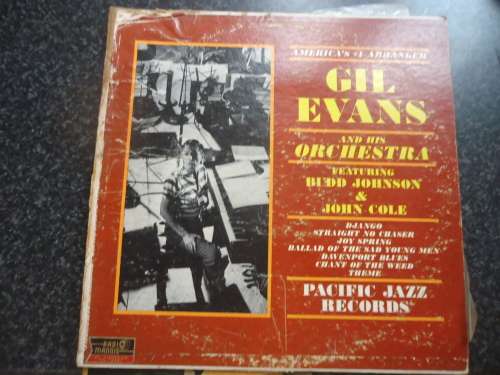 AMERICA'S #1 ARRANGER
GIL
EVANS
AND HIS
ORCHESTRA
FEATURING
BUDD JOHNSON
&
JOHN COLE
DJANGO
STRAIGHT NO CHASER
JOY SPRING
BALLAD OF THE SAD YOUNG MEN
DAVENPORT BLUES
CHANT OF THE WEED
THEME
PACIFIC JAZZ
RECORDS
RADIO